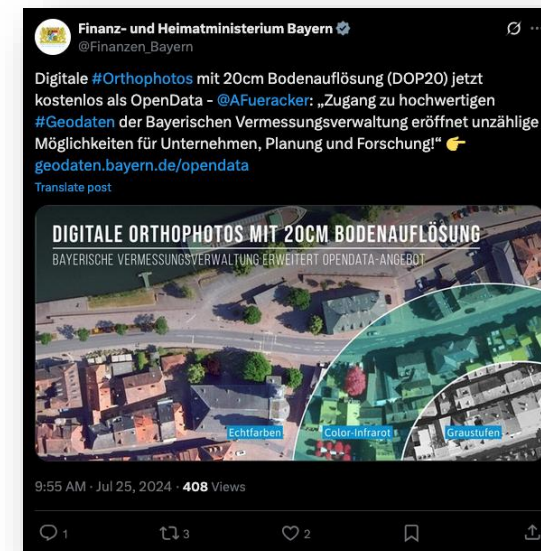 Finanz- und Heimatministerium Bayern
@Finanzen_Bayern
Digitale #Orthophotos mit 20cm Bodenauflösung (DOP20) jetzt
kostenlos als OpenData - @AFueracker: „Zugang zu hochwertigen
#Geodaten der Bayerischen Vermessungsverwaltung eröffnet unzählige
Möglichkeiten für Unternehmen, Planung und Forschung!“ 👉
geodaten.bayern.de/opendata
Translate post
DIGITALE ORTHOPHOTOS MIT 20CM BODENAUFLÖSUNG
BAYERISCHE VERMESSUNGSVERWALTUNG ERWEITERT OPENDATA-ANGEBOT
Echtfarben
Color-Infrarot
Graustufen
9:55 AM · Jul 25, 2024 · 408 Views
1
3
2